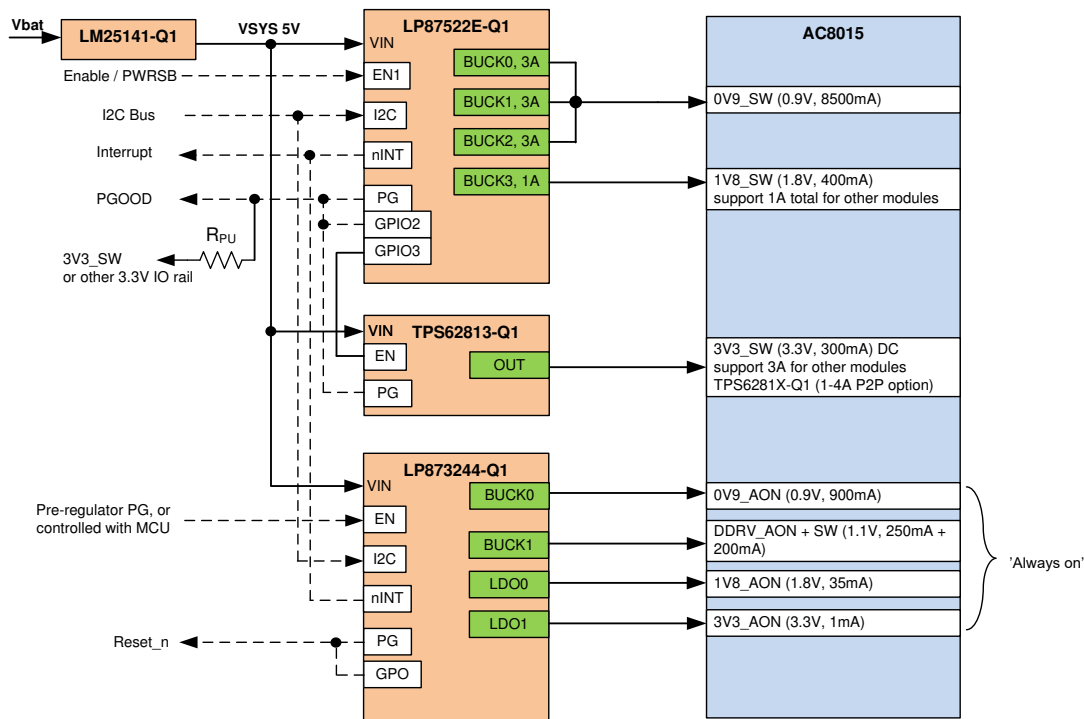 Vbat
LM25141-Q1
VSYS 5V
Enable / PWRSB
I2C Bus
Interrupt
PGOOD
RPU
3V3_SW
or other 3.3V IO rail
LP87522E-Q1
VIN
EN1
I2C
nINT
PG
GPIO2
GPIO3
BUCK0, 3A
BUCK1, 3A
BUCK2, 3A
BUCK3, 1A
TPS62813-Q1
VIN
EN
PG
OUT
Pre-regulator PG, or
controlled with MCU
Reset_n
LP873244-Q1
VIN
EN
I2C
nINT
PG
GPO
BUCK0
BUCK1
LDO0
LDO1
AC8015
0V9_SW (0.9V, 8500mA)
1V8_SW (1.8V, 400mA)
support 1A total for other modules
3V3_SW (3.3V, 300mA) DC
support 3A for other modules
TPS6281X-Q1 (1-4A P2P option)
0V9_AON (0.9V, 900mA)
DDRV_AON + SW (1.1V, 250mA +
200mA)
1V8_AON (1.8V, 35mA)
3V3_AON (3.3V, 1mA)
'Always on'